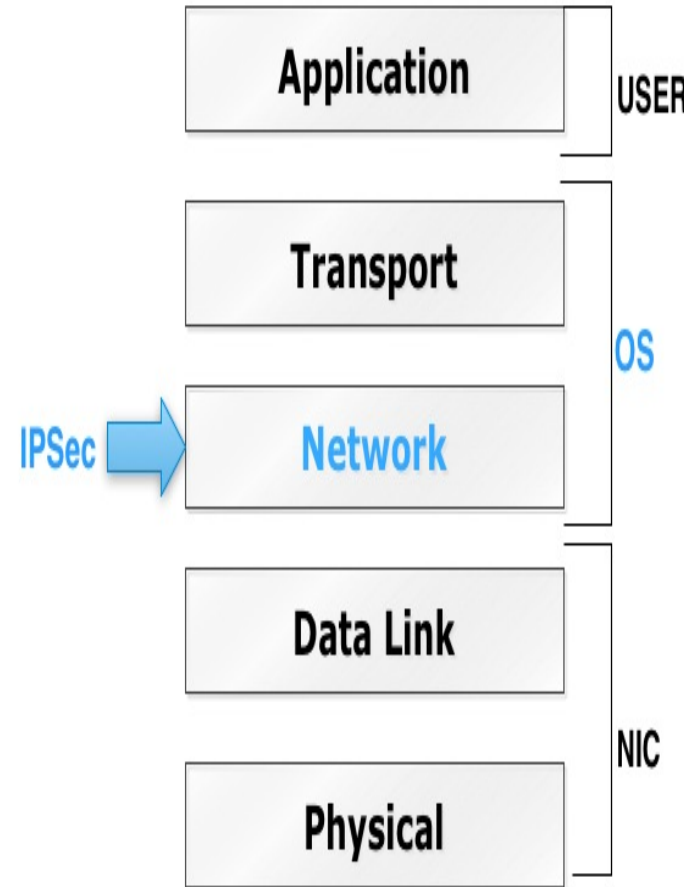 Application
USER
Transport
OS
IPSec
Network
Data Link
NIC
Physical